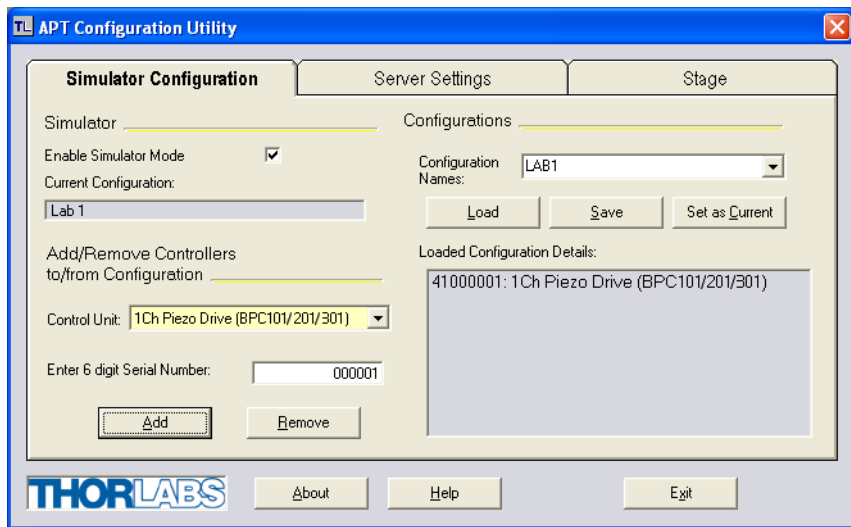 TL APT Configuration Utility
Simulator Configuration
Server Settings
Stage
Simulator
Enable Simulator Mode
Current Configuration:
Lab 1
Add/Remove Controllers
to/from Configuration
Control Unit: 1Ch Piezo Drive (BPC101/201/301)
Enter 6 digit Serial Number: 000001
Add
Remove
Configurations
Configuration
Names:
LAB1
Load
Save
Set as Current
Loaded Configuration Details:
41000001: 1Ch Piezo Drive (BPC101/201/301)
THORLABS
About
Help
Exit